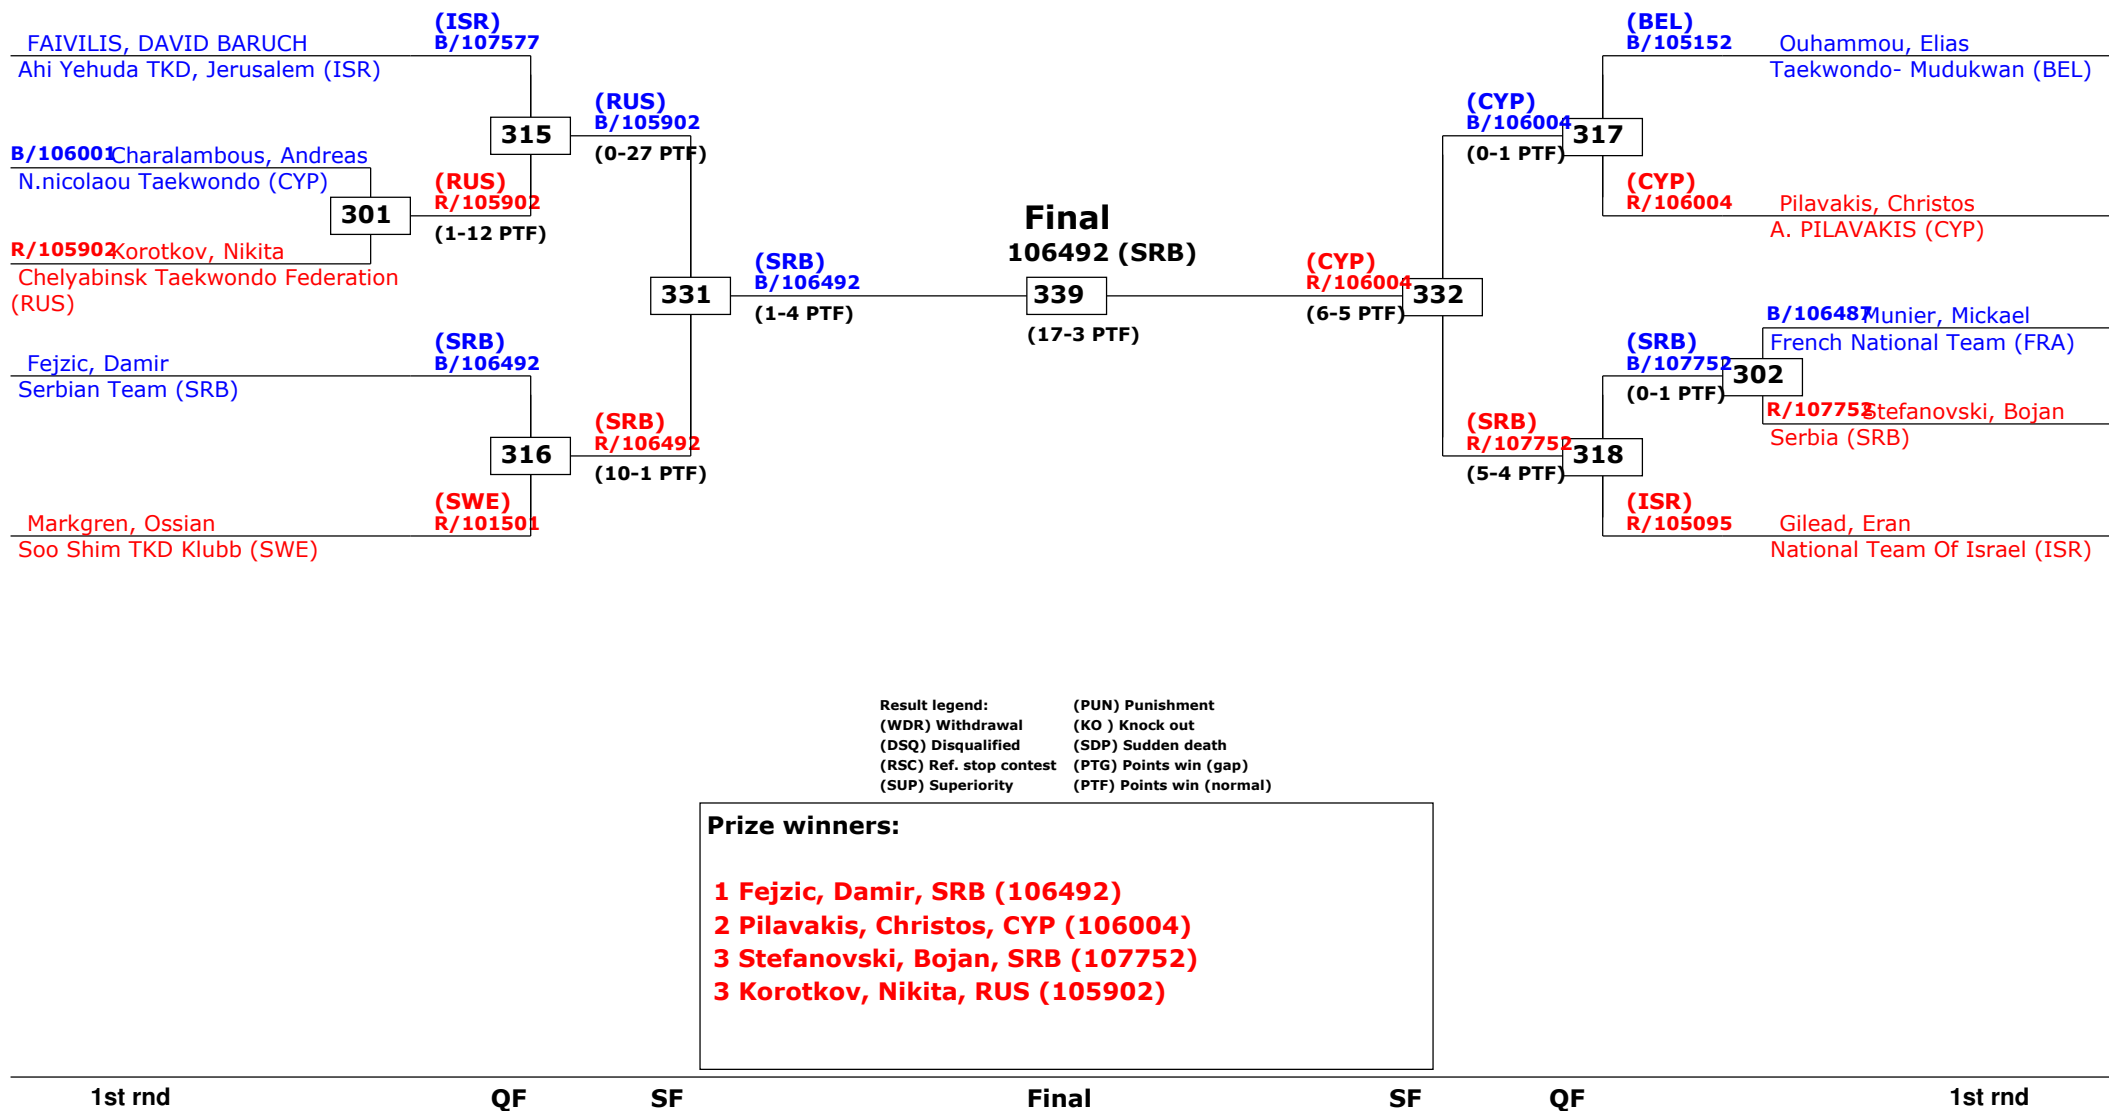 (ISR)
B/107577
FAIVILIS, DAVID BARUCH
Ahi Yehuda TKD, Jerusalem (ISR)
(RUS)
B/105902
315
(0-27 PTF)
B/106001 Charalambous, Andreas
N.nicolaou Taekwondo (CYP)
(RUS)
R/105902
301
(1-12 PTF)
R/105902 Korotkov, Nikita
Chelyabinsk Taekwondo Federation
(RUS)
(SRB)
B/106492
331
(1-4 PTF)
(SRB)
B/106492
Fejzic, Damir
Serbian Team (SRB)
(SRB)
R/106492
316
(10-1 PTF)
(SWE)
R/101501
Markgren, Ossian
Soo Shim TKD Klubb (SWE)
Final
106492 (SRB)
339
(17-3 PTF)
(BEL)
B/105152
Ouhammou, Elias
Taekwondo- Mudukwan (BEL)
(CYP)
B/106004
317
(0-1 PTF)
(CYP)
R/106004
Pilavakis, Christos
A. PILAVAKIS (CYP)
(CYP)
R/106004
332
(6-5 PTF)
B/106487 Munier, Mickael
French National Team (FRA)
(SRB)
B/107752
302
(0-1 PTF)
R/107752 Stefanovski, Bojan
Serbia (SRB)
(SRB)
R/107752
318
(5-4 PTF)
(ISR)
R/105095
Gilead, Eran
National Team Of Israel (ISR)
Result legend: (PUN) Punishment
(WDR) Withdrawal (KO ) Knock out
(DSQ) Disqualified (SDP) Sudden death
(RSC) Ref. stop contest (PTG) Points win (gap)
(SUP) Superiority (PTF) Points win (normal)
Prize winners:
1 Fejzic, Damir, SRB (106492)
2 Pilavakis, Christos, CYP (106004)
3 Stefanovski, Bojan, SRB (107752)
3 Korotkov, Nikita, RUS (105902)
1st rnd QF SF Final SF QF 1st rnd